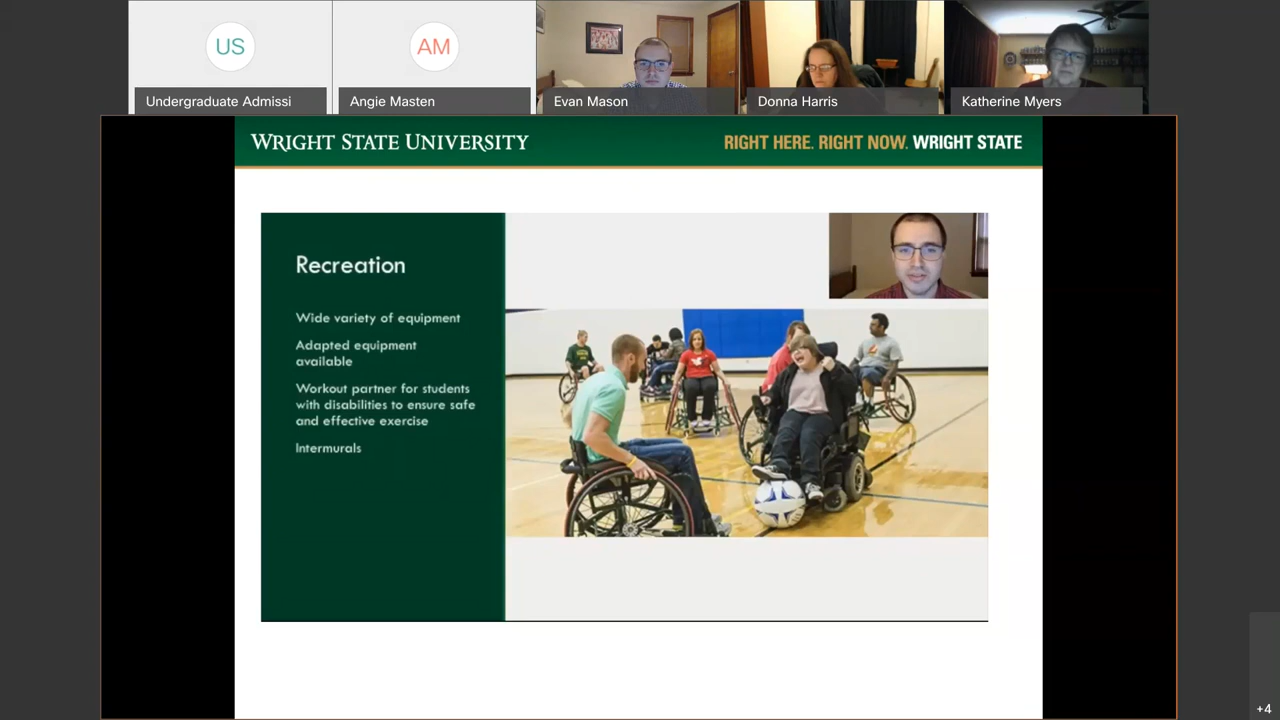 US
AM
Undergraduate Admissi
Angie Masten
Evan Mason
Donna Harris
Katherine Myers
WRIGHT STATE UNIVERSITY
RIGHT HERE. RIGHT NOW. WRIGHT STATE
Recreation
Wide variety of equipment
Adapted equipment
available
Workout partner for students
with disabilities to ensure safe
and effective exercise
Intermurals
+4